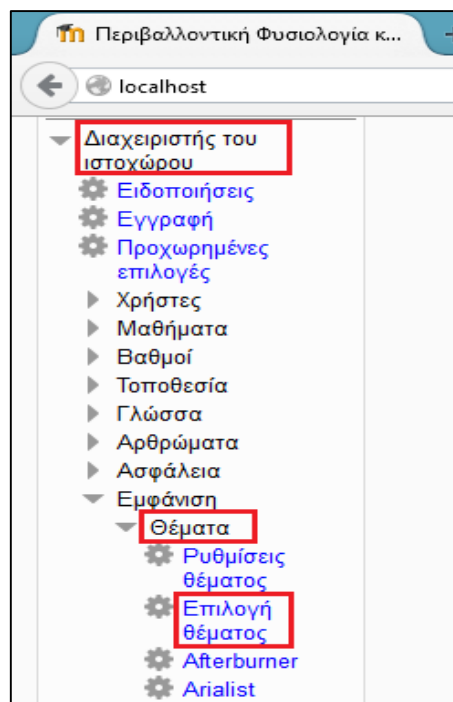 Περιβαλλοντική Φυσιολογία κ...
localhost
Διαχειριστής του
ιστοχώρου
Ειδοποιήσεις
Εγγραφή
Προχωρημένες
επιλογές
Χρήστες
Μαθήματα
Βαθμοί
Τοποθεσία
Γλώσσα
Αρθρώματα
Ασφάλεια
Εμφάνιση
Θέματα
Ρυθμίσεις
θέματος
Επιλογή
θέματος
Afterburner
Arialist